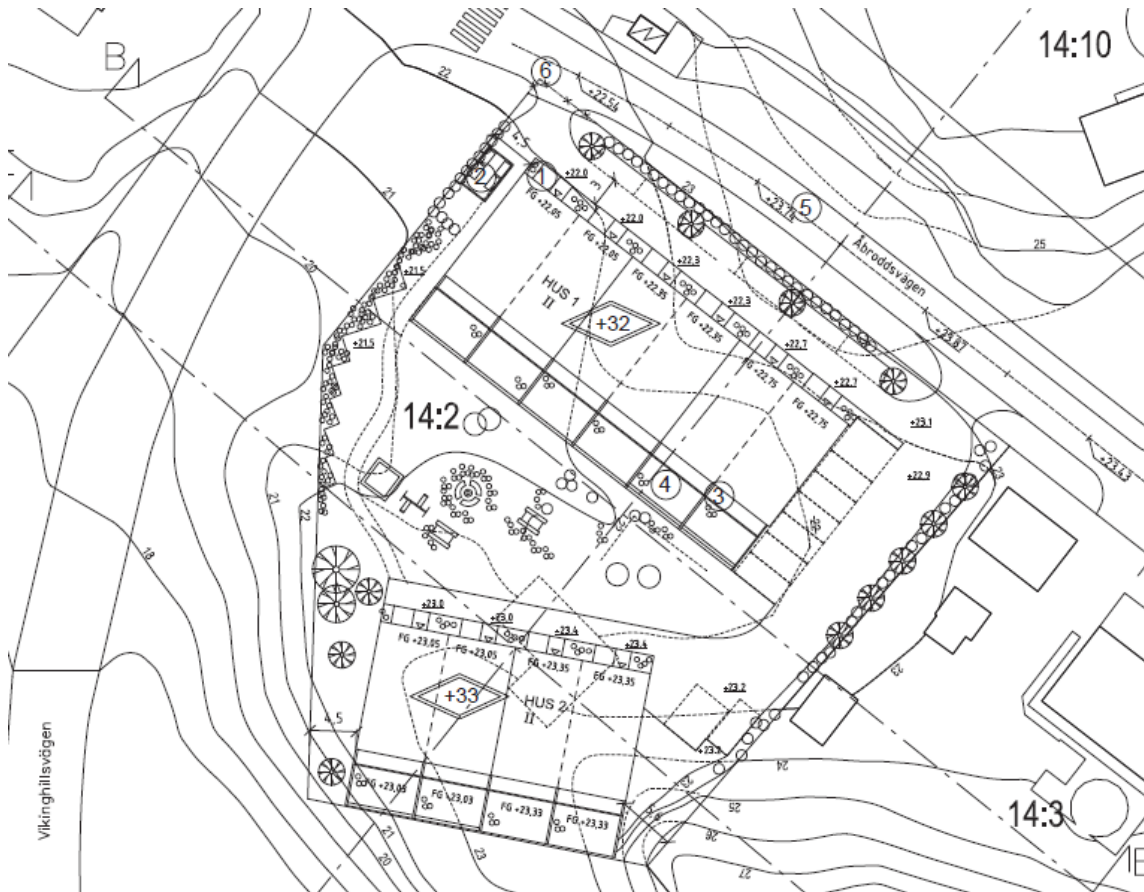 14:10
B
6
22
+22,54
4.5
21
2
1
+22.0
3
23
5
+23.7
25
Åbroddsvägen
FG +22,05
+22.0
FG +22,05
20
+21.5
+22.3
FG +22,35
HUS 1
II
+32
+22.3
FG +22,35
+23.8
+21.5
+22.7
FG +22,75
+22.7
FG +22,75
14:2
+23.1
+23.43
+22.9
23
4
3
21
22
18
+23.0
FG +23,05
+23.0
FG +23,05
+23.4
FG +23,35
+23.4
FG +23,35
+33
HUS 2
II
+23.2
23
4.5
+23.2
Vikinghillsvägen
24
FG +23,03
FG +23,03
FG +23,33
FG +23,33
23
25
14:3
21
20
23
26
27